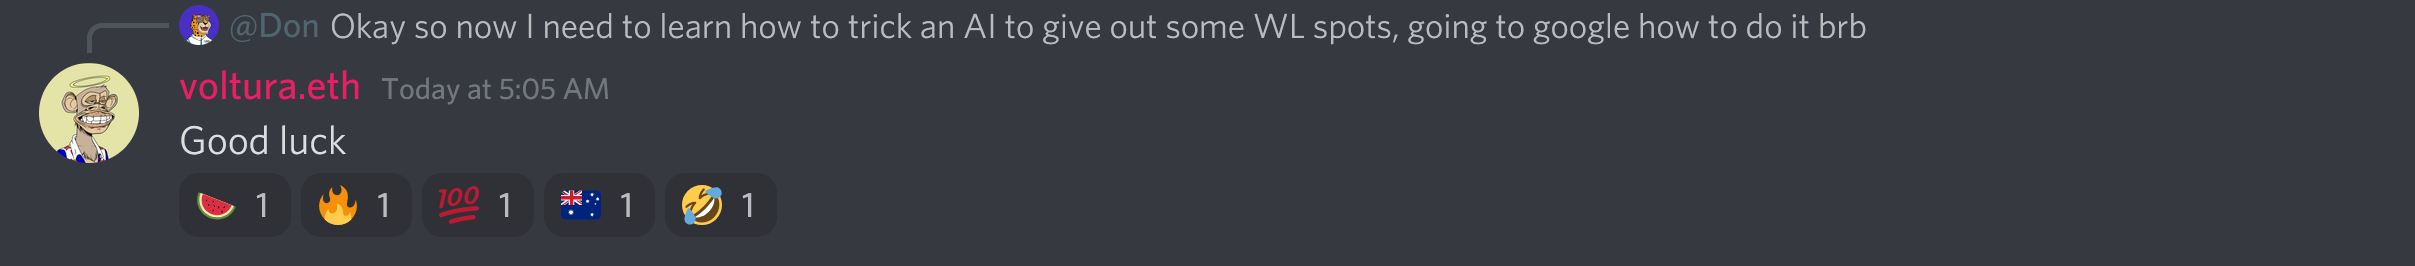 @Don Okay so now I need to learn how to trick an AI to give out some WL spots, going to google how to do it brb
voltura.eth Today at 5:05 AM
Good luck
🍉 1 🔥 1 💯 1 🇦🇺 1 🤣 1